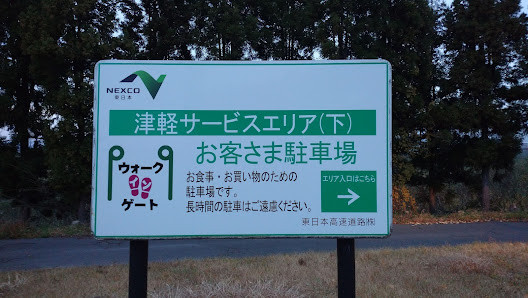 NEXCO
東日本
津軽サービスエリア(下)
お客さま駐車場
ウォーク
イン
ゲート
お食事・お買い物のための
駐車場です。
長時間の駐車はご遠慮ください。
エリア入口はこちら
東日本高速道路㈱